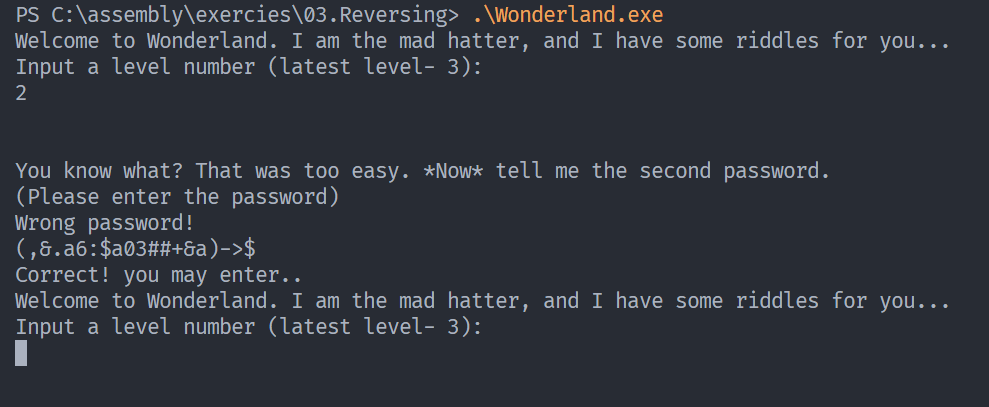 PS C:\assembly\exercies\03.Reversing> .\Wonderland.exe
Welcome to Wonderland. I am the mad hatter, and I have some riddles for you...
Input a level number (latest level- 3):
2
You know what? That was too easy. *Now* tell me the second password.
(Please enter the password)
Wrong password!
(,&.a6:$a03##+&a)->$
Correct! you may enter..
Welcome to Wonderland. I am the mad hatter, and I have some riddles for you...
Input a level number (latest level- 3):